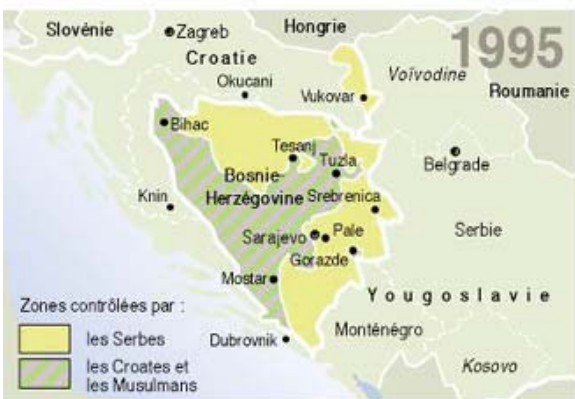 Slovénie
Zagreb
Hongrie
1995
Croatie
Okucani
Voïvodine
Roumanie
Vukovar
Bihac
Tesanj
Tuzla
Belgrade
Bosnie-
Herzégovine
Srebrenica
Knin
Sarajevo
Pale
Serbie
Gorazde
Mostar
Yougoslavie
Zones contrôlées par :
les Serbes
Dubrovnik
Monténégro
les Croates et
les Musulmans
Kosovo